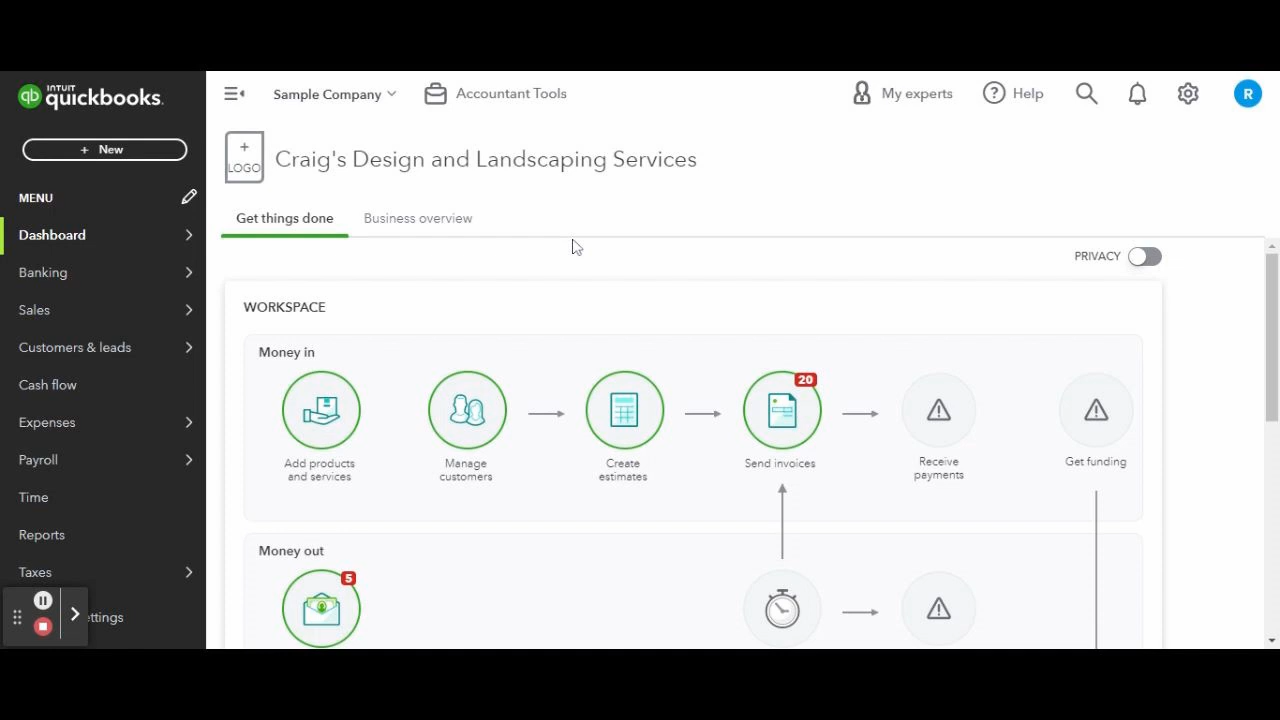 INTUIT
quickbooks.
+ New
MENU
Dashboard
Banking
Sales
Customers & leads
Cash flow
Expenses
Payroll
Time
Reports
Taxes
ettings
Sample Company
Accountant Tools
My experts
Help
R
+
LOGO
Craig's Design and Landscaping Services
Get things done
Business overview
PRIVACY
WORKSPACE
Money in
20
Add products
and services
Manage
customers
Create
estimates
Send invoices
Receive
payments
Get funding
Money out
5